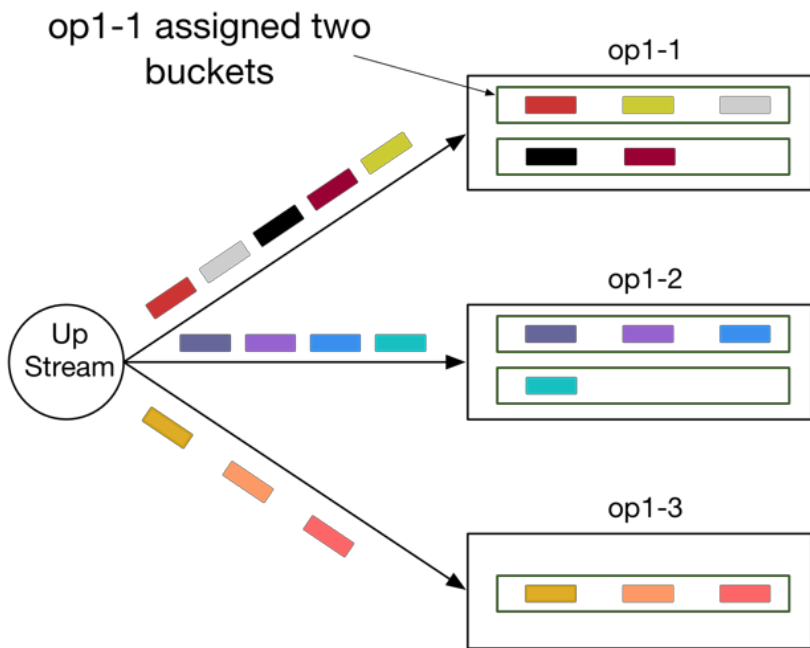 op1-1 assigned two
buckets
op1-1
op1-2
Up
Stream
op1-3